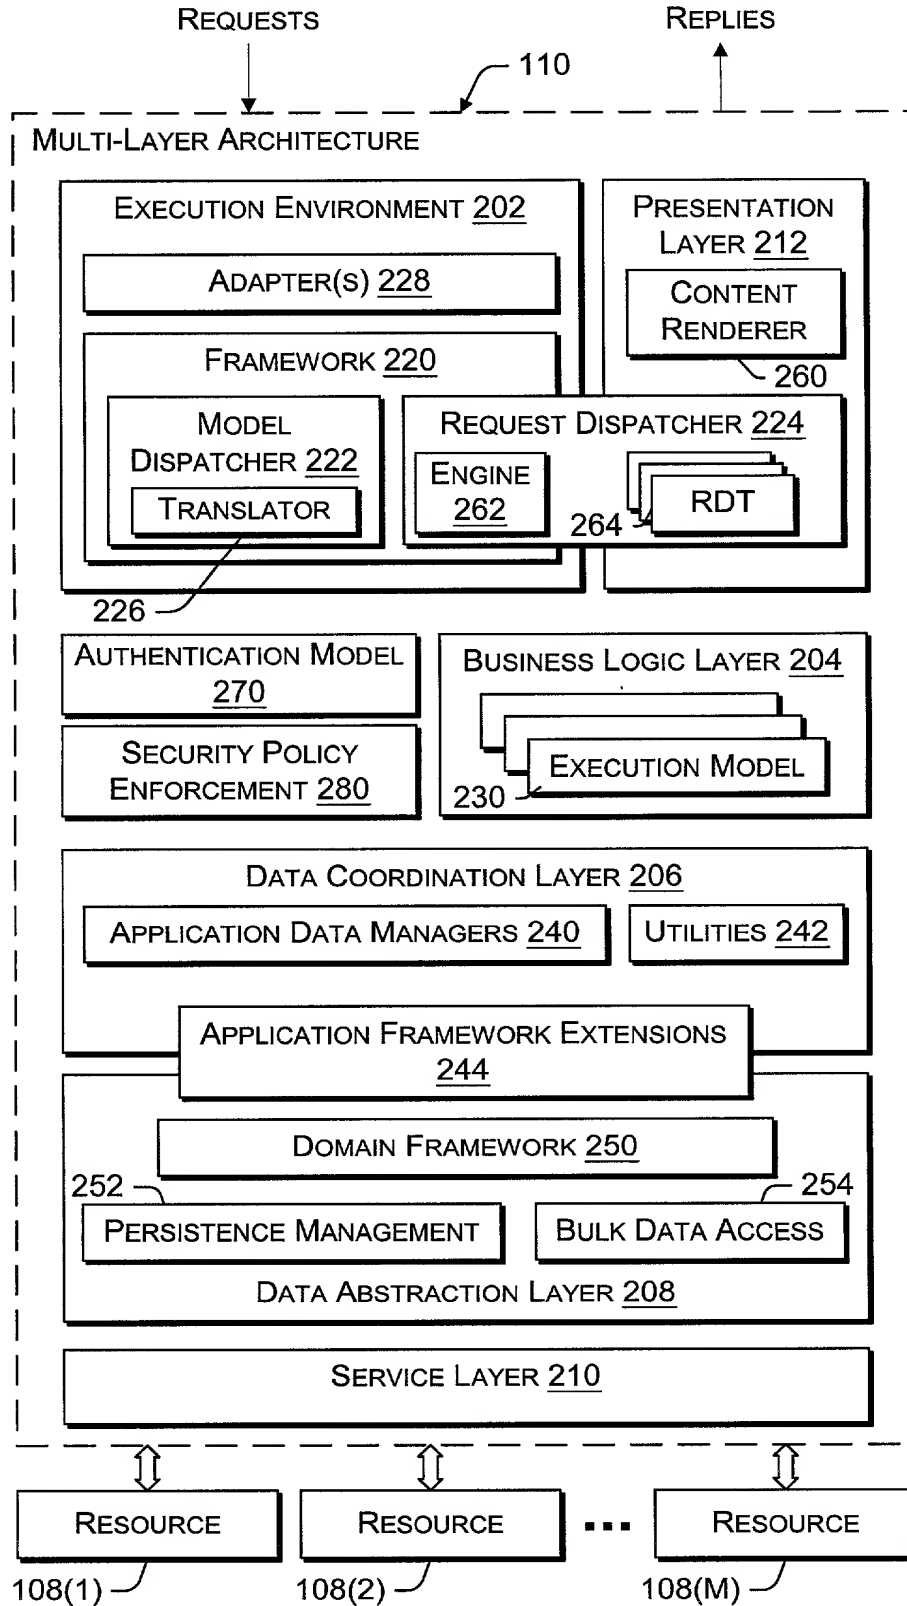 REQUESTS
REPLIES
110
MULTI-LAYER ARCHITECTURE
EXECUTION ENVIRONMENT 202
ADAPTER(S) 228
FRAMEWORK 220
MODEL
DISPATCHER 222
TRANSLATOR
226
PRESENTATION
LAYER 212
CONTENT
RENDERER
260
REQUEST DISPATCHER 224
ENGINE
262
264
RDT
AUTHENTICATION MODEL
270
SECURITY POLICY
ENFORCEMENT 280
BUSINESS LOGIC LAYER 204
EXECUTION MODEL
230
DATA COORDINATION LAYER 206
APPLICATION DATA MANAGERS 240
UTILITIES 242
APPLICATION FRAMEWORK EXTENSIONS
244
DOMAIN FRAMEWORK 250
252
254
PERSISTENCE MANAGEMENT
BULK DATA ACCESS
DATA ABSTRACTION LAYER 208
SERVICE LAYER 210
RESOURCE
RESOURCE
RESOURCE
108(1)
108(2)
108(M)